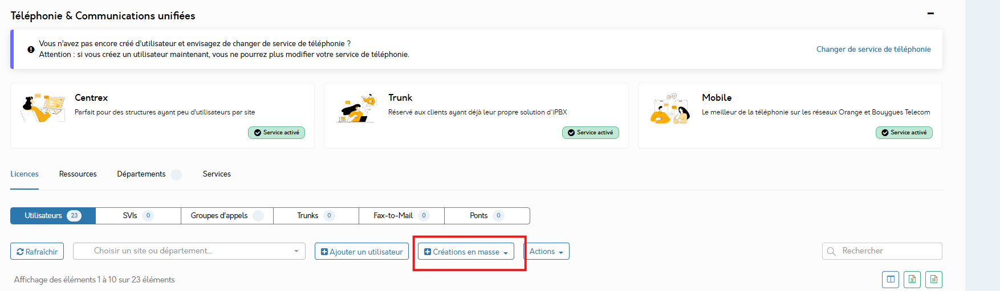 Téléphonie & Communications unifiées
Vous n'avez pas encore créé d'utilisateur et envisagez de changer de service de téléphonie ?
Attention : si vous créez un utilisateur maintenant, vous ne pourrez plus modifier votre service de téléphonie.
Changer de service de téléphonie
Centrex
Parfait pour des structures ayant peu d'utilisateurs par site
Service activé
Trunk
Réservé aux clients ayant déjà leur propre solution d'iPBX
Service activé
Mobile
Le meilleur de la téléphonie sur les réseaux Orange et Bouygues Telecom
Service activé
Licences Ressources Départements Services
Utilisateurs 23 SVIs 0 Groupes d'appels Trunks 0 Fax-to-Mail 0 Ponts 0
Rafraîchir Choisir un site ou département... Ajouter un utilisateur Créations en masse Actions Rechercher
Affichage des éléments 1 à 10 sur 23 éléments